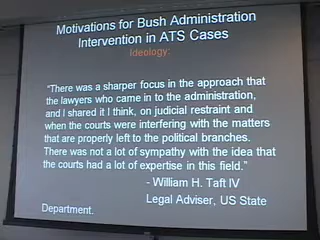 Motivations for Bush Administration
Intervention in ATS Cases
Ideology:
"There was a sharper focus in the approach that
the lawyers who came in to the administration,
and I shared it I think, on judicial restraint and
when the courts were interfering with the matters
that are properly left to the political branches.
There was not a lot of sympathy with the idea that
the courts had a lot of expertise in this field."
- William H. Taft IV
Legal Adviser, US State
Department.